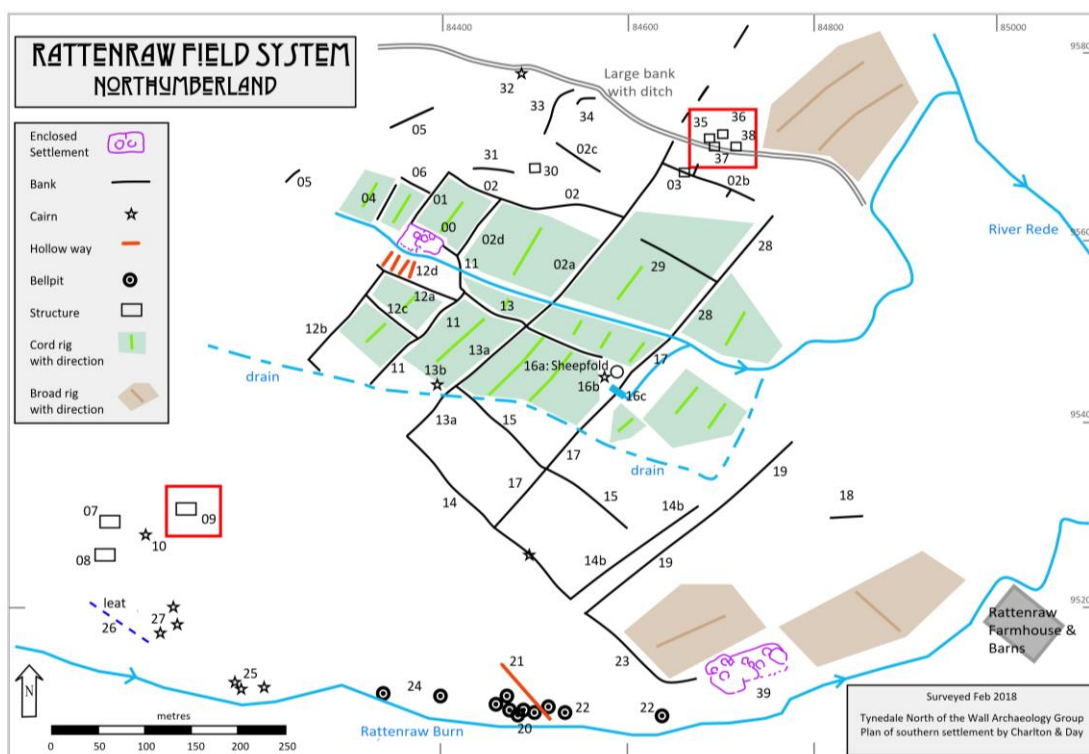 RATTENRAW FIELD SYSTEM
NORTHUMBERLAND
Enclosed
Settlement
Bank
Cairn
Hollow way
Bellpit
Structure
Cord rig
with direction
Broad rig
with direction
84400
84600
84800
85000
9580
9560
9540
9520
Large bank
with ditch
32
33
34
35
36
37
38
05
02c
31
30
03
02b
05
06
04
01
02
02
00
02d
02a
28
29
River Rede
11
12d
12a
12c
12b
13
28
11
13a
11
13b
16a: Sheepfold
16b
16c
17
drain
13a
15
17
drain
14
17
15
14b
19
18
14b
19
07
08
09
10
leat
26
27
25
24
21
20
22
22
23
39
Rattenraw Burn
Rattenraw
Farmhouse &
Barns
N
metres
0
50
100
150
200
250
Surveyed Feb 2018
Tynedale North of the Wall Archaeology Group
Plan of southern settlement by Charlton & Day